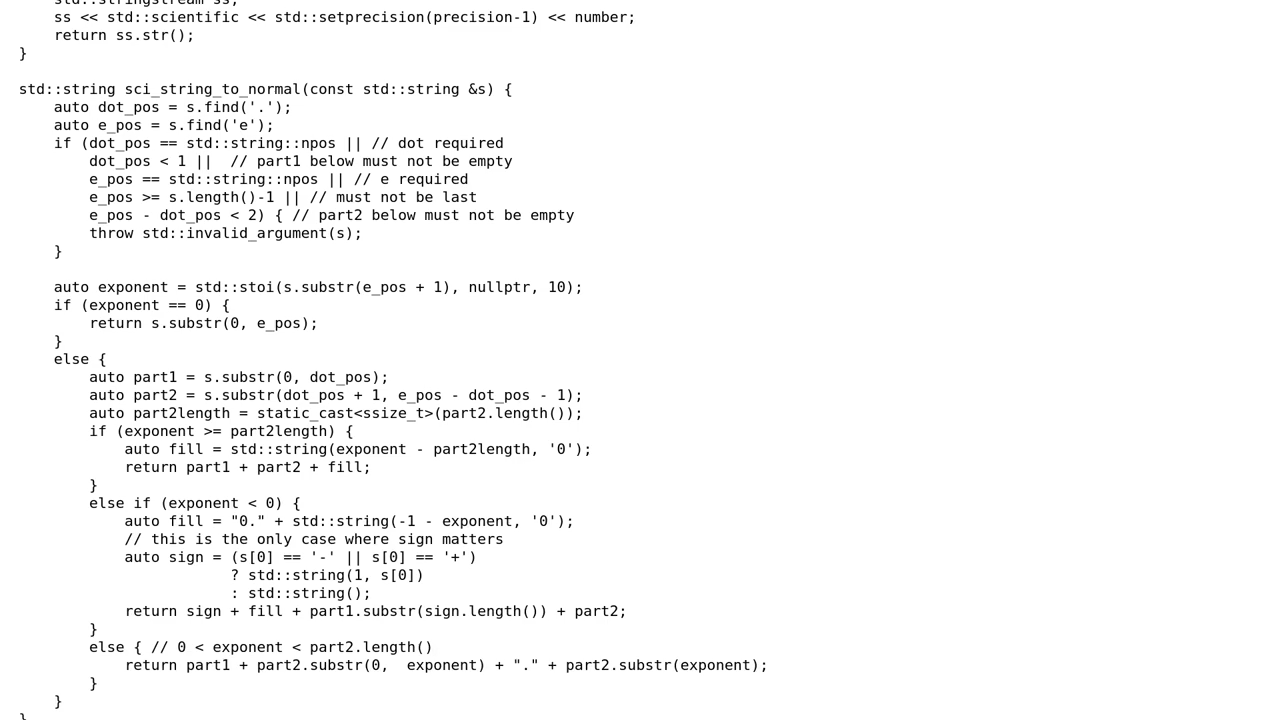 std::stringstream ss;
    ss << std::scientific << std::setprecision(precision-1) << number;
    return ss.str();
}

std::string sci_string_to_normal(const std::string &s) {
    auto dot_pos = s.find('.');
    auto e_pos = s.find('e');
    if (dot_pos == std::string::npos || // dot required
        dot_pos < 1 ||  // part1 below must not be empty
        e_pos == std::string::npos || // e required
        e_pos >= s.length()-1 || // must not be last
        e_pos - dot_pos < 2) { // part2 below must not be empty
        throw std::invalid_argument(s);
    }

    auto exponent = std::stoi(s.substr(e_pos + 1), nullptr, 10);
    if (exponent == 0) {
        return s.substr(0, e_pos);
    }
    else {
        auto part1 = s.substr(0, dot_pos);
        auto part2 = s.substr(dot_pos + 1, e_pos - dot_pos - 1);
        auto part2length = static_cast<ssize_t>(part2.length());
        if (exponent >= part2length) {
            auto fill = std::string(exponent - part2length, '0');
            return part1 + part2 + fill;
        }
        else if (exponent < 0) {
            auto fill = "0." + std::string(-1 - exponent, '0');
            // this is the only case where sign matters
            auto sign = (s[0] == '-' || s[0] == '+')
                        ? std::string(1, s[0])
                        : std::string();
            return sign + fill + part1.substr(sign.length()) + part2;
        }
        else { // 0 < exponent < part2.length()
            return part1 + part2.substr(0,  exponent) + "." + part2.substr(exponent);
        }
    }
}